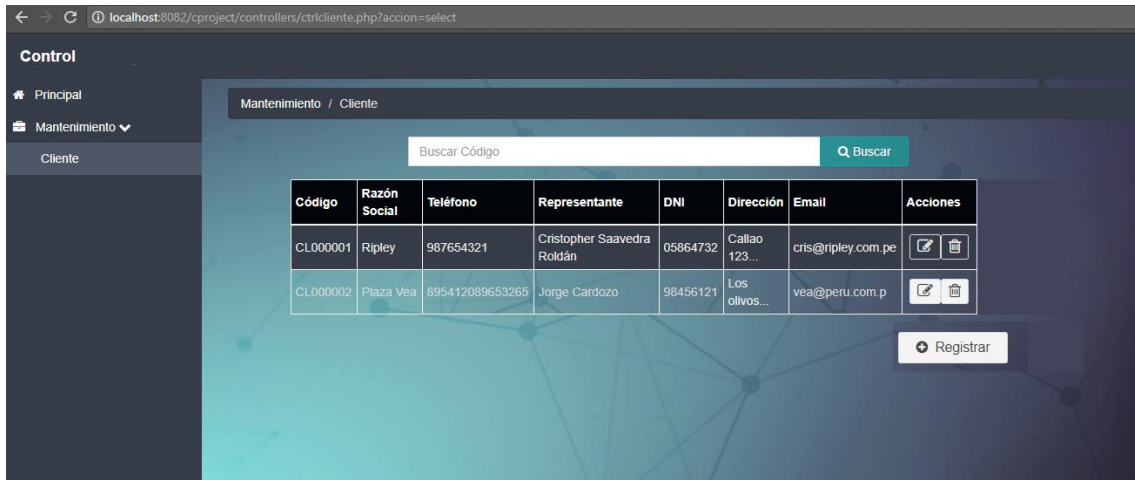 localhost:8082/cproject/controllers/ctrlcliente.php?accion=select
Control
Principal
Mantenimiento
Cliente
Mantenimiento / Cliente
Buscar Código
Buscar
Código Razón Social Teléfono Representante DNI Dirección Email Acciones
CL000001 Ripley 987654321 Cristopher Saavedra Roldán 05864732 Callao 123... cris@ripley.com.pe
CL000002 Plaza Vea 895412089653265 Jorge Cardozo 98456121 Los olivos... vea@peru.com.p
Registrar